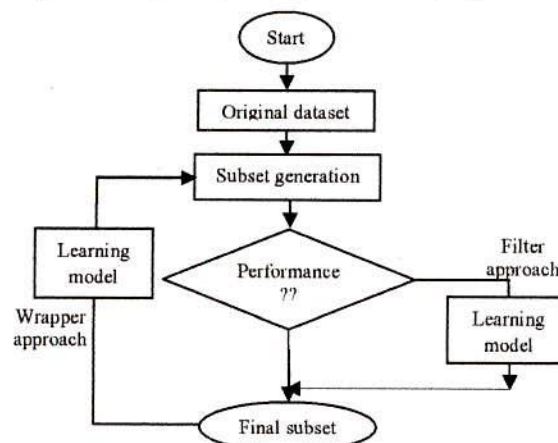 Start
Original dataset
Subset generation
Learning
model
Performance
??
Filter
approach
Learning
model
Wrapper
approach
Final subset